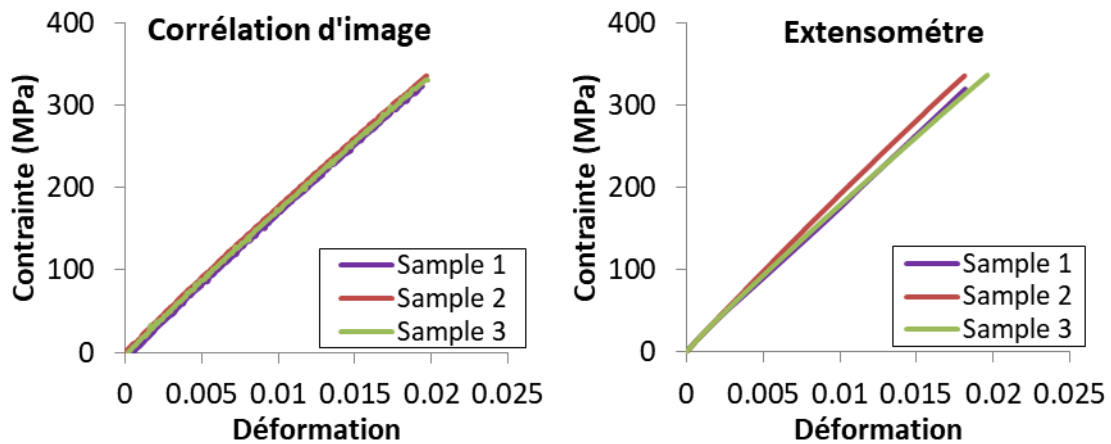 Corrélation d'image
Contrainte (MPa)
400
300
200
100
0
0 0.005 0.01 0.015 0.02 0.025
Déformation
Sample 1
Sample 2
Sample 3
Extensométre
Contrainte (MPa)
400
300
200
100
0
0 0.005 0.01 0.015 0.02 0.025
Déformation
Sample 1
Sample 2
Sample 3